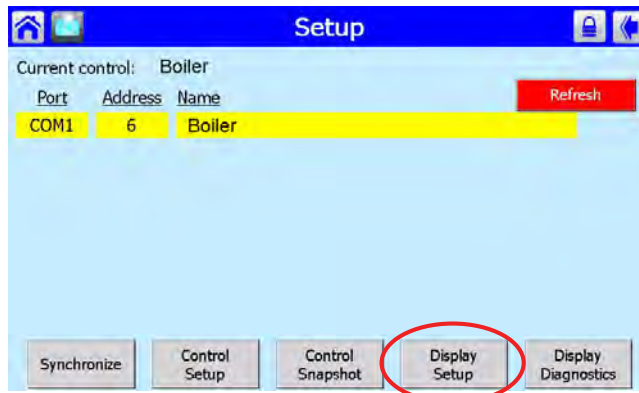 Setup
Current control: Boiler
Port Address Name
Refresh
COM1 6 Boiler
Synchronize
Control Setup
Control Snapshot
Display Setup
Display Diagnostics